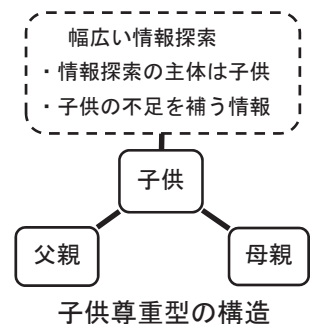 幅広い情報探索
・情報探索の主体は子供
・子供の不足を補う情報
子供
父親
母親
子供尊重型の構造